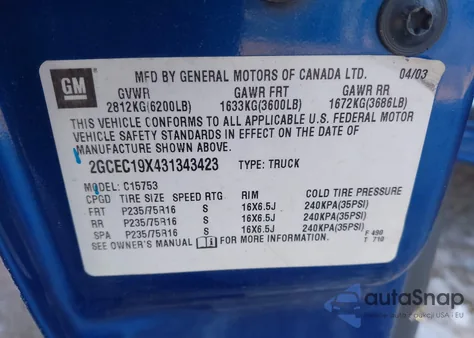 GM
MFD BY GENERAL MOTORS OF CANADA LTD. 04/03
GVWR GAWR FRT GAWR RR
2812KG(6200LB) 1633KG(3600LB) 1672KG(3686LB)
THIS VEHICLE CONFORMS TO ALL APPLICABLE U.S. FEDERAL MOTOR
VEHICLE SAFETY STANDARDS IN EFFECT ON THE DATE OF
MANUFACTURE SHOWN ABOVE.
2GCEC19X431343423 TYPE: TRUCK
MODEL: C15753
CPGD TIRE SIZE SPEED RTG RIM COLD TIRE PRESSURE
FRT P235/75R16 S 16X6.5J 240KPA(35PSI)
RR P235/75R16 S 16X6.5J 240KPA(35PSI)
SPA P235/75R16 S 16X6.5J 240KPA(35PSI)
SEE OWNER'S MANUAL FOR MORE INFORMATION.
F 490
T 710
autoSnap
USA - EU